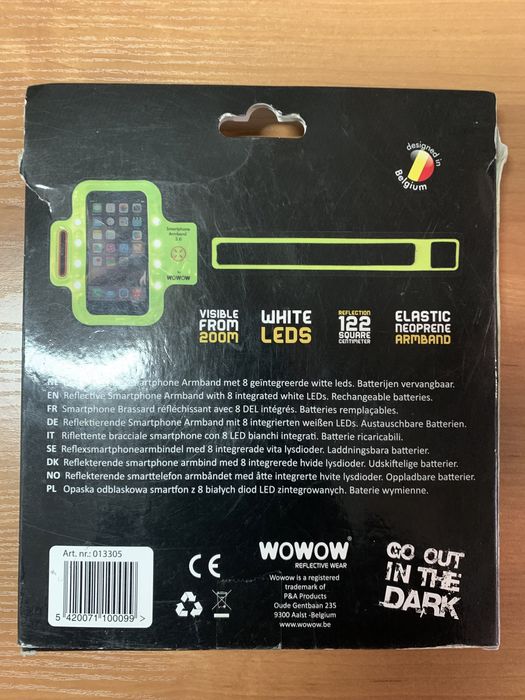 designed in
Belgium
Smartphone
Armband
3.0
by
WOWOW
VISIBLE
FROM
200M
WHITE
LEDS
REFLECTION
122
SQUARE
CENTIMETER
ELASTIC
NEOPRENE
ARMBAND
Smartphone Armband met 8 geïntegreerde witte leds. Batterijen vervangbaar.
EN Reflective Smartphone Armband with 8 integrated white LEDs. Rechangeable batteries.
FR Smartphone Brassard réfléchissant avec 8 DEL intégrés. Batteries remplaçables.
DE Reflektierende Smartphone Armband mit 8 integrierten weißen LEDs. Austauschbare Batterien.
IT Riflettente bracciale smartphone con 8 LED bianchi integrati. Batterie ricaricabili.
SE Reflexsmartphonearmbindel med 8 integrerade vita lysdioder. Laddningsbara batterier.
DK Reflekterende smartphone armbind med 8 integrerede hvide lysdioder. Udskiftelige batterier.
NO Reflekterende smarttelefon armbåndet med åtte integrerte hvite lysdioder. Oppladbare batterier.
PL Opaska odblaskowa smartfon z 8 białych diod LED zintegrowanych. Baterie wymienne.
Art. nr.: 013305
5 420071 100099 >
CE
WOWOW
REFLECTIVE WEAR
Wowow is a registered
trademark of
P&A Products
Oude Gentbaan 235
9300 Aalst -Belgium
www.wowow.be
GO OUT
IN THE
DARK